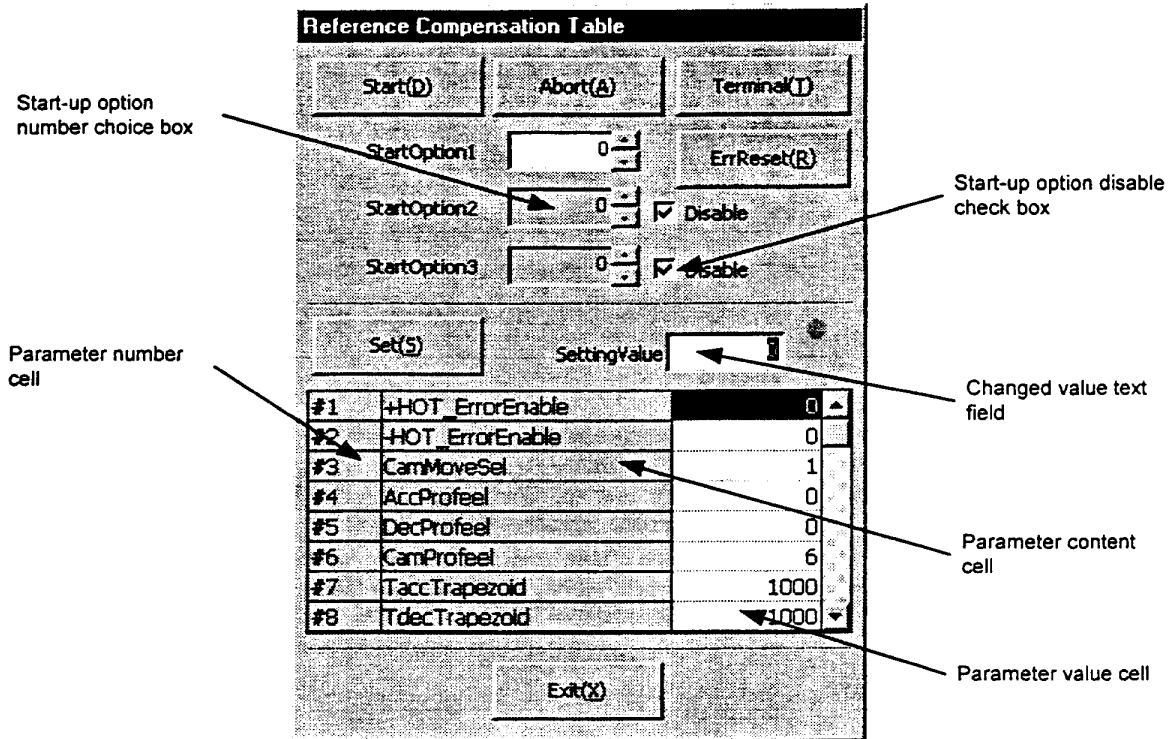 Reference Compensation Table
Start(D) Abort(A) Terminal(T)
Start-up option
number choice box
StartOption1 0 ErrReset(R)
StartOption2 0 Disable
Start-up option disable
check box
StartOption3 0 Disable
Set(S) SettingValue 0
Parameter number
cell
Changed value text
field
#1 +HOT_ErrorEnable 0
#2 -HOT_ErrorEnable 0
#3 CamMoveSel 1
#4 AccProfeel 0
#5 DecProfeel 0
#6 CamProfeel 6
#7 TaccTrapezoid 1000
#8 TdecTrapezoid 1000
Parameter content
cell
Parameter value cell
Exit(X)